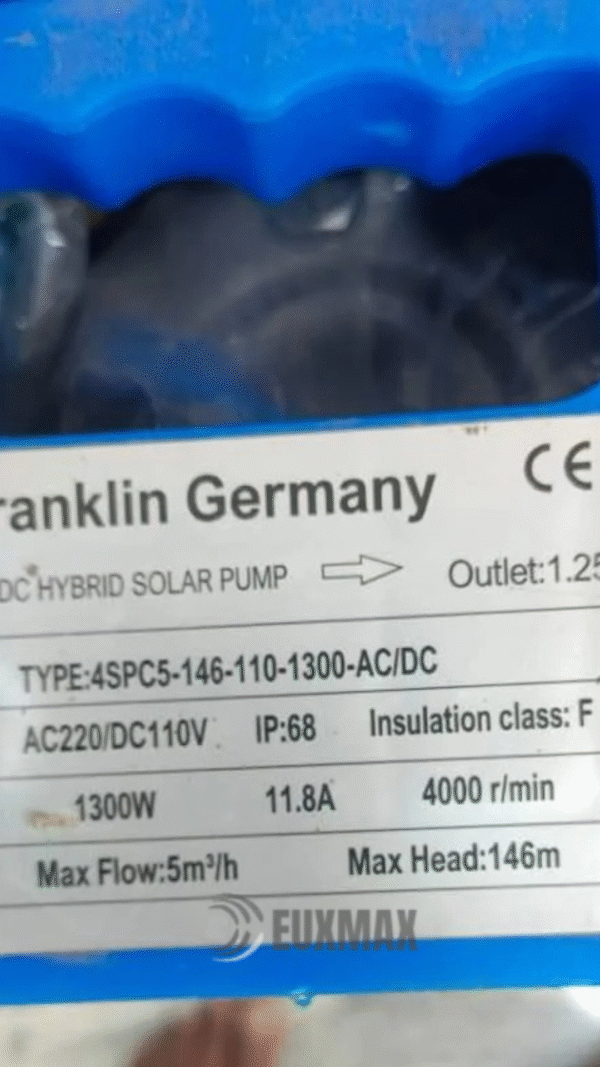 ranklin Germany CE
DC® HYBRID SOLAR PUMP Outlet:1.25
TYPE:4SPC5-146-110-1300-AC/DC
AC220/DC110V IP:68 Insulation class: F
1300W 11.8A 4000 r/min
Max Flow:5m³/h Max Head:146m
EUXMAX